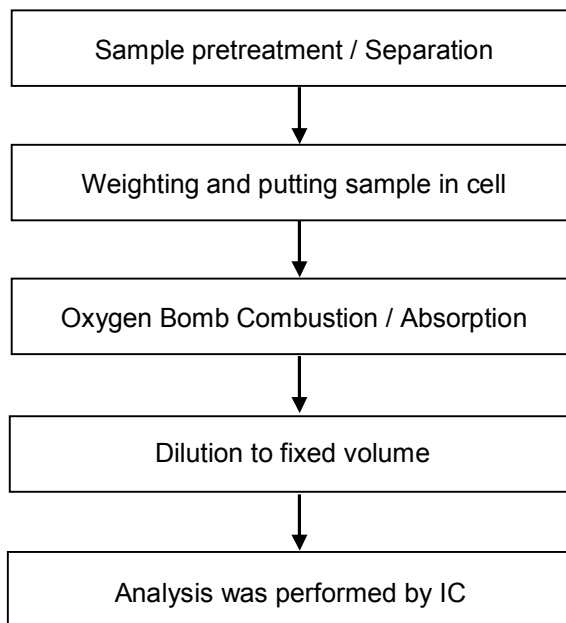 Sample pretreatment / Separation
Weighting and putting sample in cell
Oxygen Bomb Combustion / Absorption
Dilution to fixed volume
Analysis was performed by IC